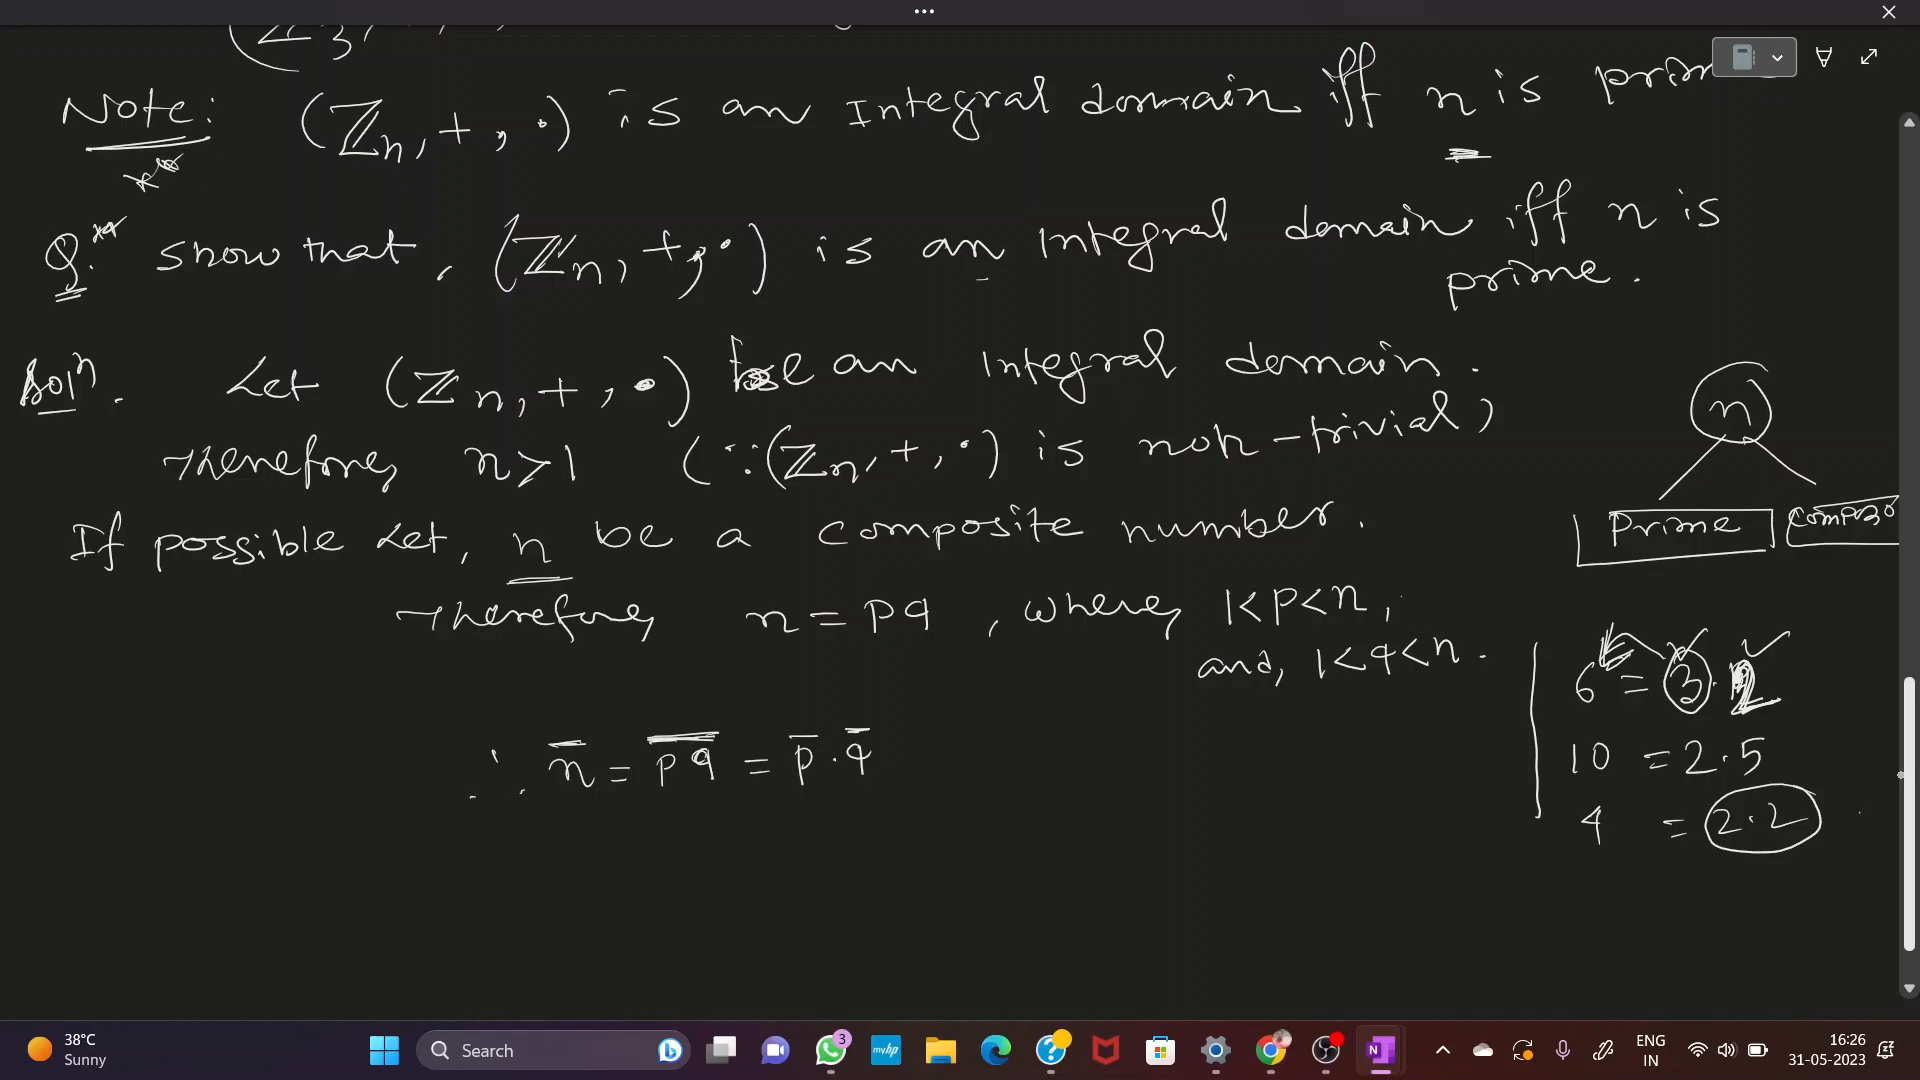 ...
Note: (ℤn, +, ·) is an Integral domain iff n is
Q. show that, (ℤn, +, ·) is an Integral domain iff n is
prime.
Solⁿ. Let (ℤn, +, ·) be an Integral domain.
Therefore, n > 1 (∵ (ℤn, +, ·) is non-trivial)
If possible Let, n be a composite number.
Therefore, n = pq, where, 1<p<n,
and, 1<q<n.
∴ n̅ = p̅q̅ = p̅ · q̅
n
Prime
6 = 3 · 2
10 = 2·5
4 = 2·2
38°C
Sunny
Search
3
myhp
N
ENG
IN
16:26
31-05-2023